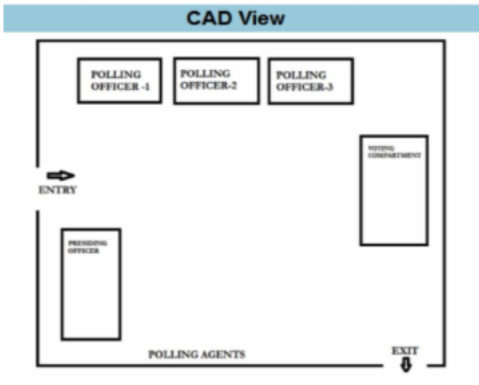 CAD View
POLLING
OFFICER -1
POLLING
OFFICER-2
POLLING
OFFICER-3
VOTING
COMPARTMENT
ENTRY
PRESIDING
OFFICER
POLLING AGENTS
EXIT